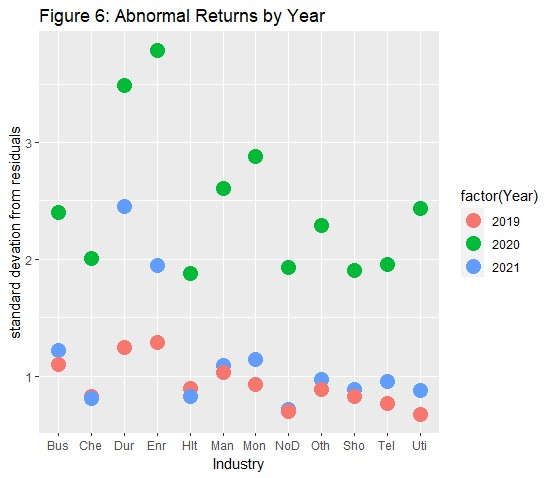 Figure 6: Abnormal Returns by Year
standard devation from residuals
3
2
1
Bus Che Dur Enr Hlt Man Mon NoD Oth Sho Tel Uti
Industry
factor(Year)
2019
2020
2021